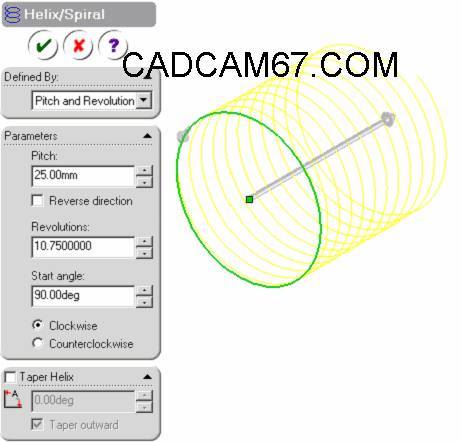 Helix/Spiral
?
CADCAM67.COM
Defined By:
Pitch and Revolution
Parameters
Pitch:
25.00mm
Reverse direction
Revolutions:
10.7500000
Start angle:
90.00deg
Clockwise
Counterclockwise
Taper Helix
A
0.00deg
Taper outward